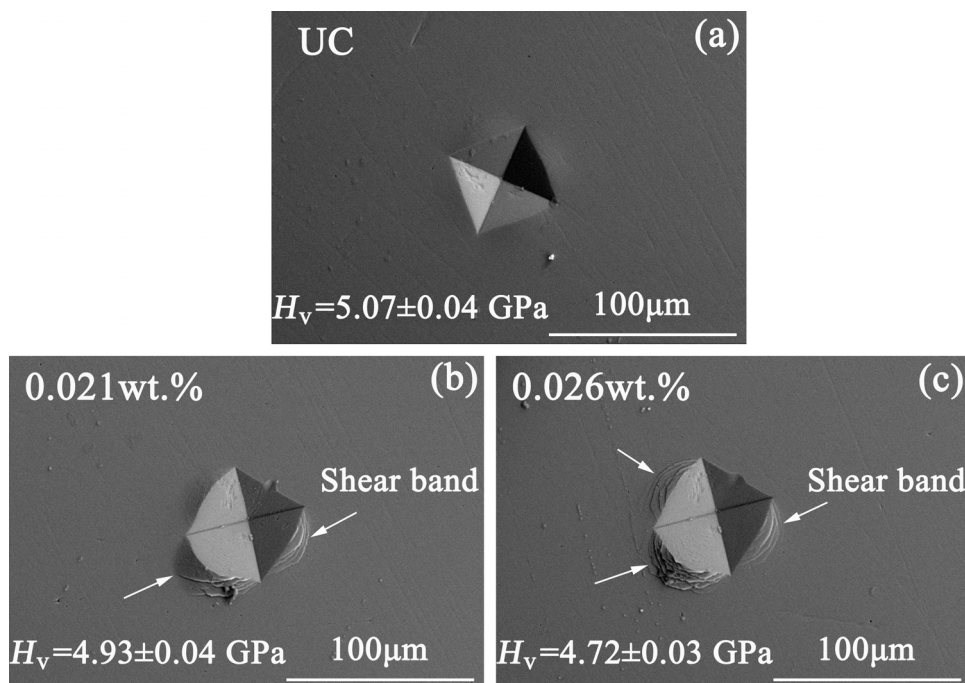 UC
(a)
Hv=5.07±0.04 GPa
100μm
0.021wt.%
(b)
Shear band
Hv=4.93±0.04 GPa
100μm
0.026wt.%
(c)
Shear band
Hv=4.72±0.03 GPa
100μm